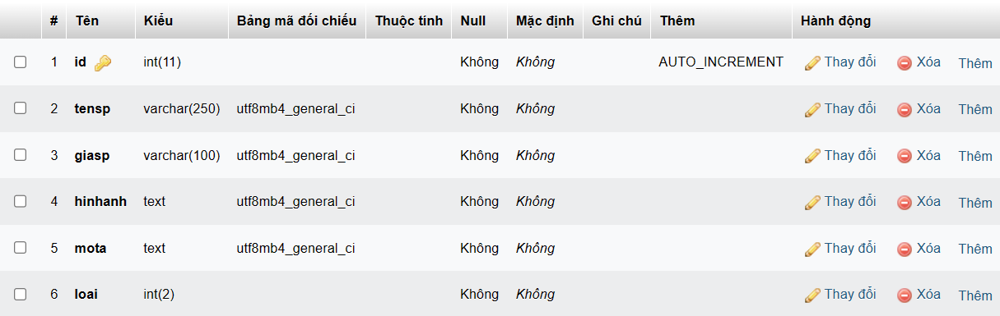 # Tên Kiểu Bảng mã đối chiếu Thuộc tính Null Mặc định Ghi chú Thêm Hành động
1 id int(11) Không Không AUTO_INCREMENT Thay đổi Xóa Thêm
2 tensp varchar(250) utf8mb4_general_ci Không Không Thay đổi Xóa Thêm
3 giasp varchar(100) utf8mb4_general_ci Không Không Thay đổi Xóa Thêm
4 hinhanh text utf8mb4_general_ci Không Không Thay đổi Xóa Thêm
5 mota text utf8mb4_general_ci Không Không Thay đổi Xóa Thêm
6 loai int(2) Không Không Thay đổi Xóa Thêm